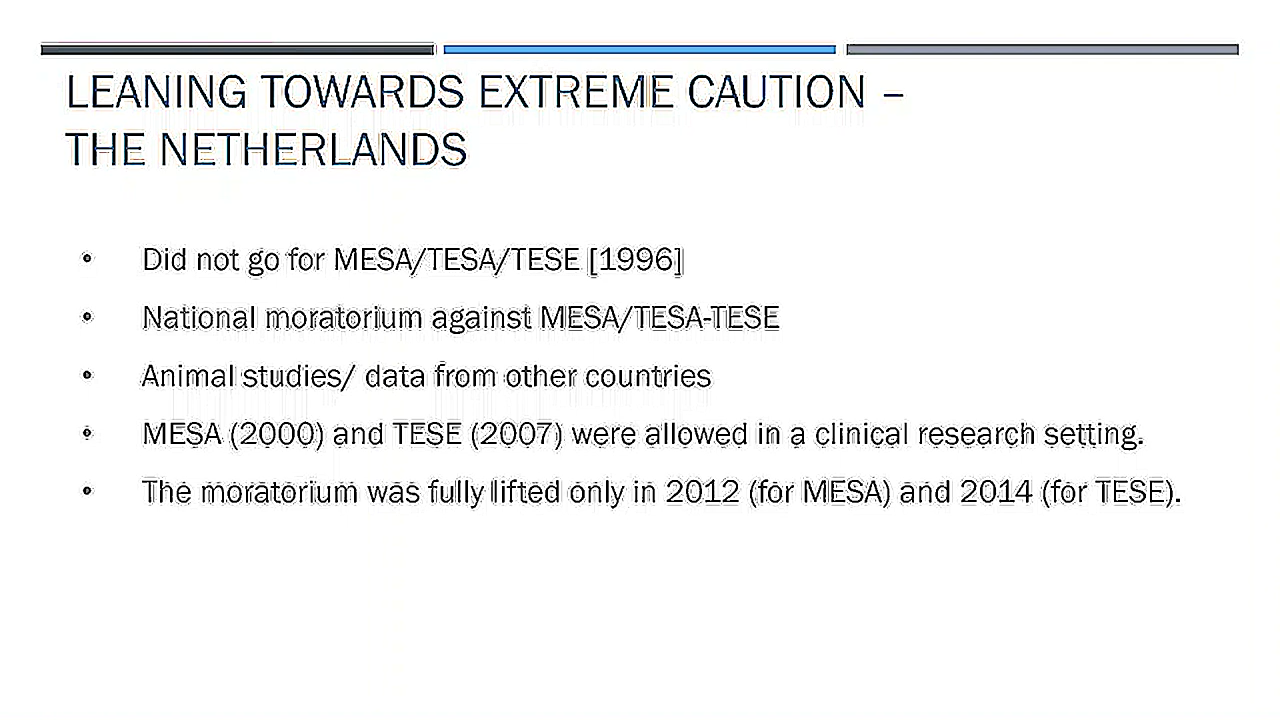 LEANING TOWARDS EXTREME CAUTION –
THE NETHERLANDS
• Did not go for MESA/TESA/TESE [1996]
• National moratorium against MESA/TESA-TESE
• Animal studies/ data from other countries
• MESA (2000) and TESE (2007) were allowed in a clinical research setting.
• The moratorium was fully lifted only in 2012 (for MESA) and 2014 (for TESE).